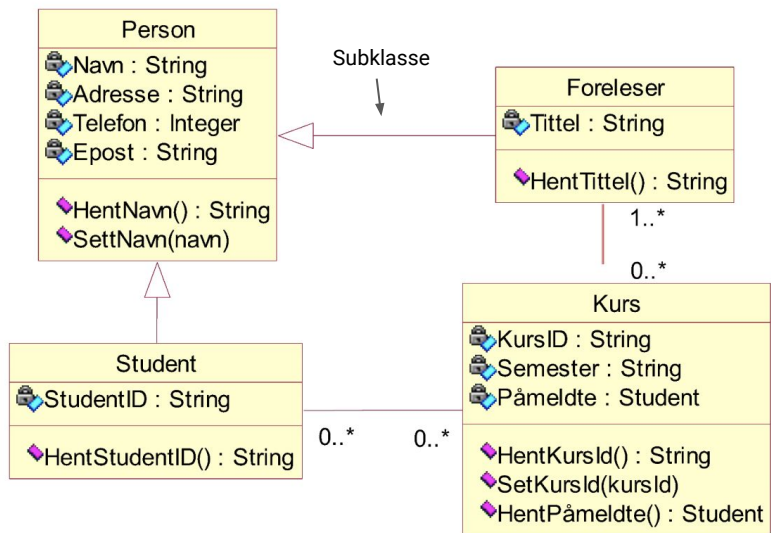 Person
Navn : String
Adresse : String
Telefon : Integer
Epost : String
HentNavn() : String
SettNavn(navn)
Subklasse
Foreleser
Tittel : String
HentTittel() : String
1..*
0..*
Kurs
KursID : String
Semester : String
Påmeldte : Student
HentKursId() : String
SetKursId(kursId)
HentPåmeldte() : Student
Student
StudentID : String
HentStudentID() : String
0..*
0..*